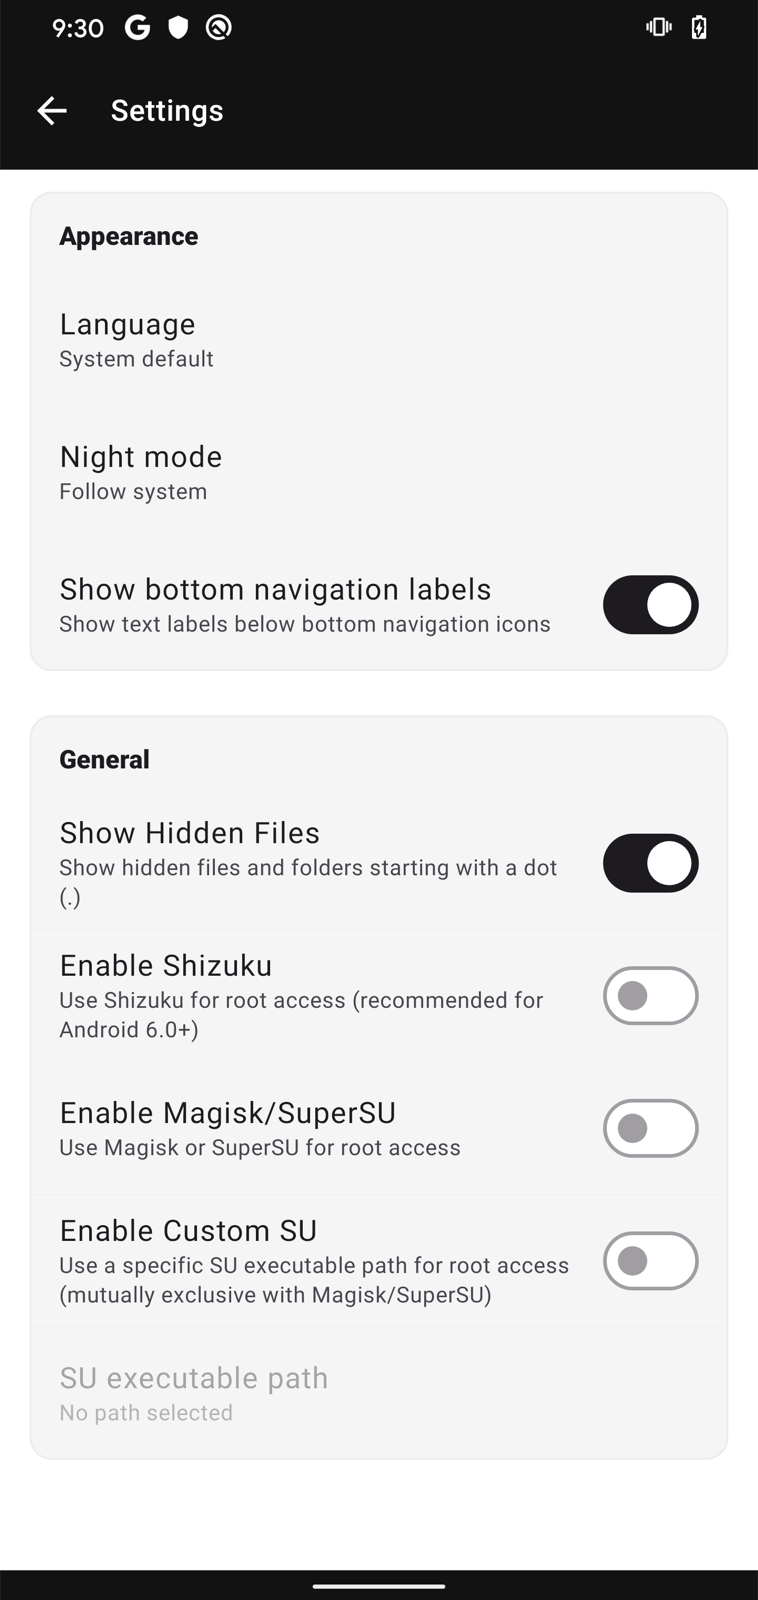 9:30
Settings
Appearance
Language
System default
Night mode
Follow system
Show bottom navigation labels
Show text labels below bottom navigation icons
General
Show Hidden Files
Show hidden files and folders starting with a dot
(.)
Enable Shizuku
Use Shizuku for root access (recommended for
Android 6.0+)
Enable Magisk/SuperSU
Use Magisk or SuperSU for root access
Enable Custom SU
Use a specific SU executable path for root access
(mutually exclusive with Magisk/SuperSU)
SU executable path
No path selected